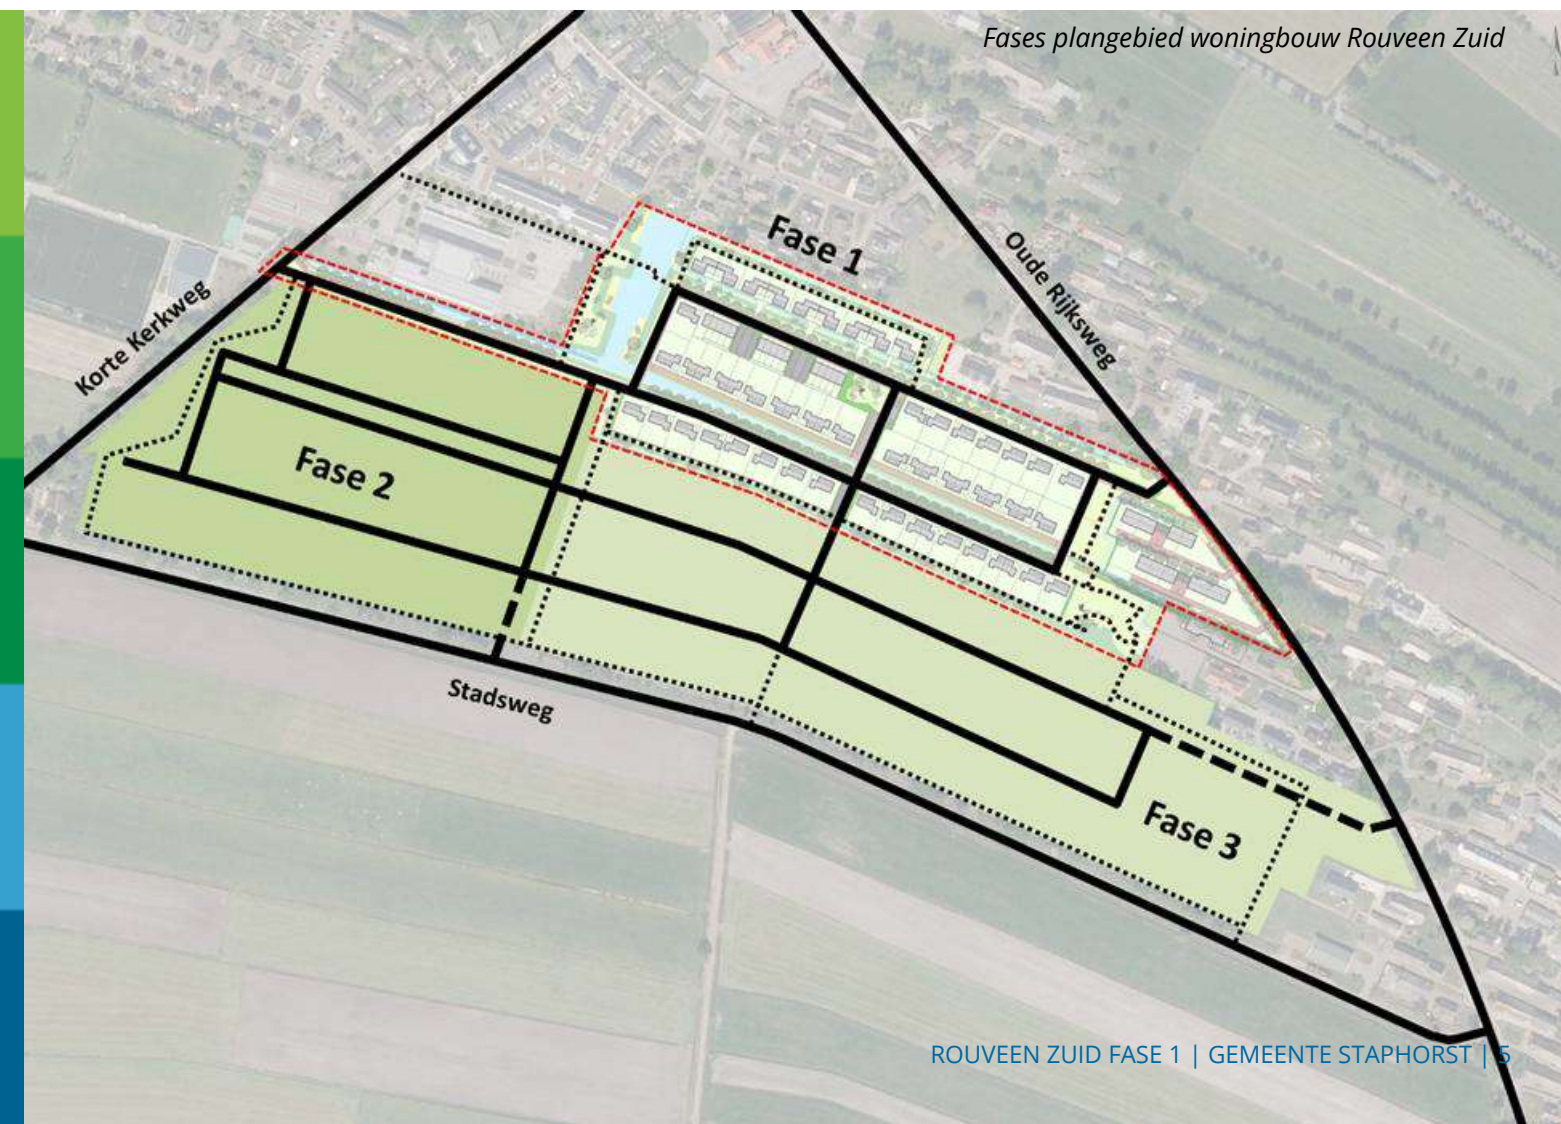 Fases plangebied woningbouw Rouveen Zuid
Fase 1
Oude Rijksweg
Korte Kerkweg
Fase 2
Stadsweg
Fase 3
ROUVEEN ZUID FASE 1 | GEMEENTE STAPHORST | 5